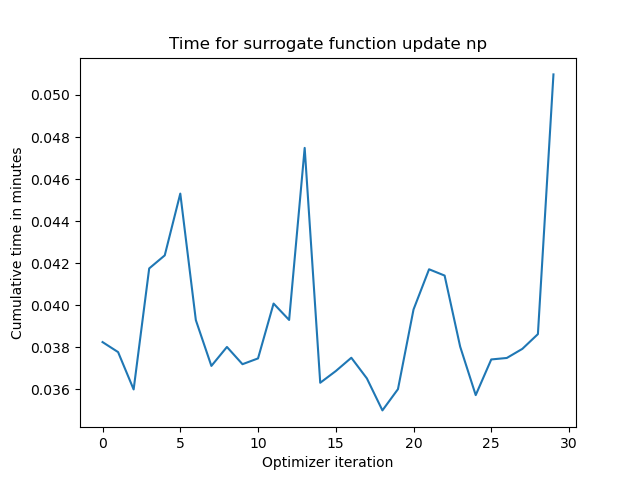 Time for surrogate function update np
0.050
0.048
0.046
0.044
0.042
0.040
0.038
0.036
Cumulative time in minutes
0 5 10 15 20 25 30
Optimizer iteration